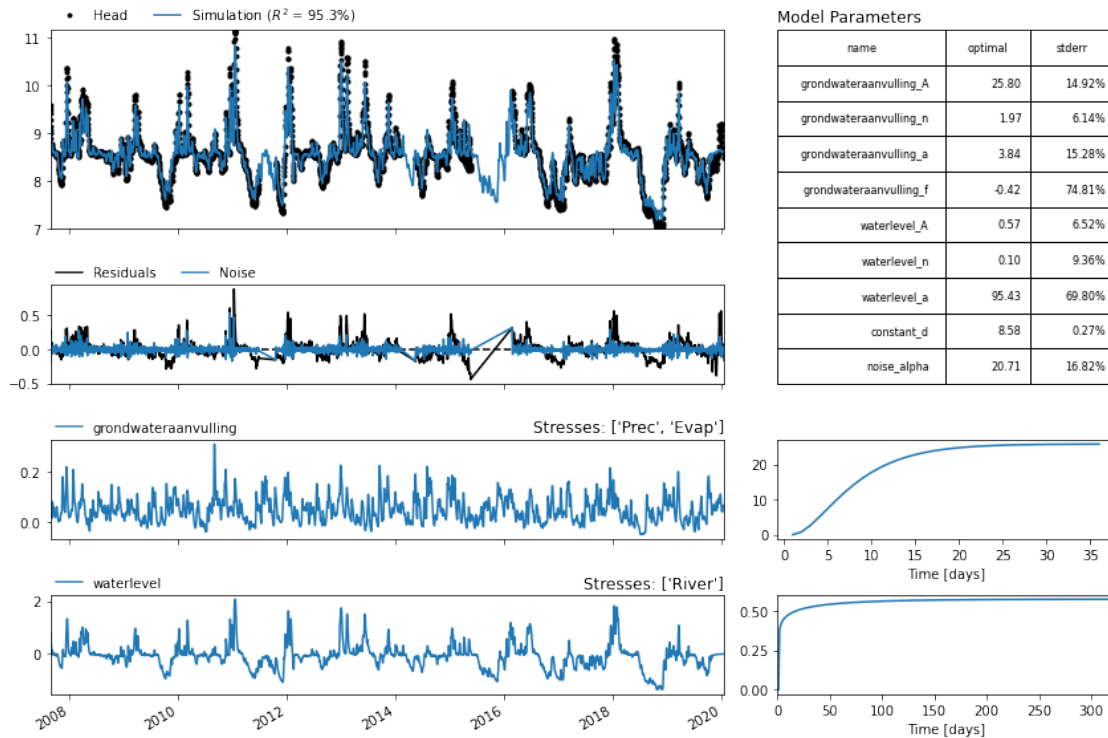 Head Simulation (R² = 95.3%)
11
10
9
8
7
Residuals Noise
0.5
0.0
−0.5
grondwateraanvulling Stresses: ['Prec', 'Evap']
0.2
0.0
waterlevel Stresses: ['River']
2
0
2008 2010 2012 2014 2016 2018 2020
Model Parameters
name optimal stderr
grondwateraanvulling_A 25.80 14.92%
grondwateraanvulling_n 1.97 6.14%
grondwateraanvulling_a 3.84 15.28%
grondwateraanvulling_f -0.42 74.81%
waterlevel_A 0.57 6.52%
waterlevel_n 0.10 9.36%
waterlevel_a 95.43 69.80%
constant_d 8.58 0.27%
noise_alpha 20.71 16.82%
20
10
0
0 5 10 15 20 25 30 35
Time [days]
0.50
0.25
0.00
0 50 100 150 200 250 300
Time [days]